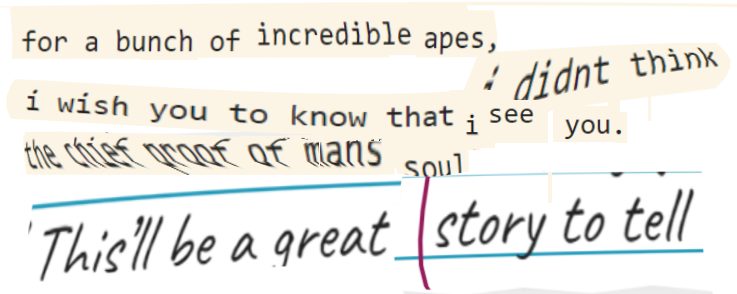 for a bunch of incredible apes,
i didnt think
i wish you to know that i see you.
the chief proof of mans soul
This'll be a great story to tell